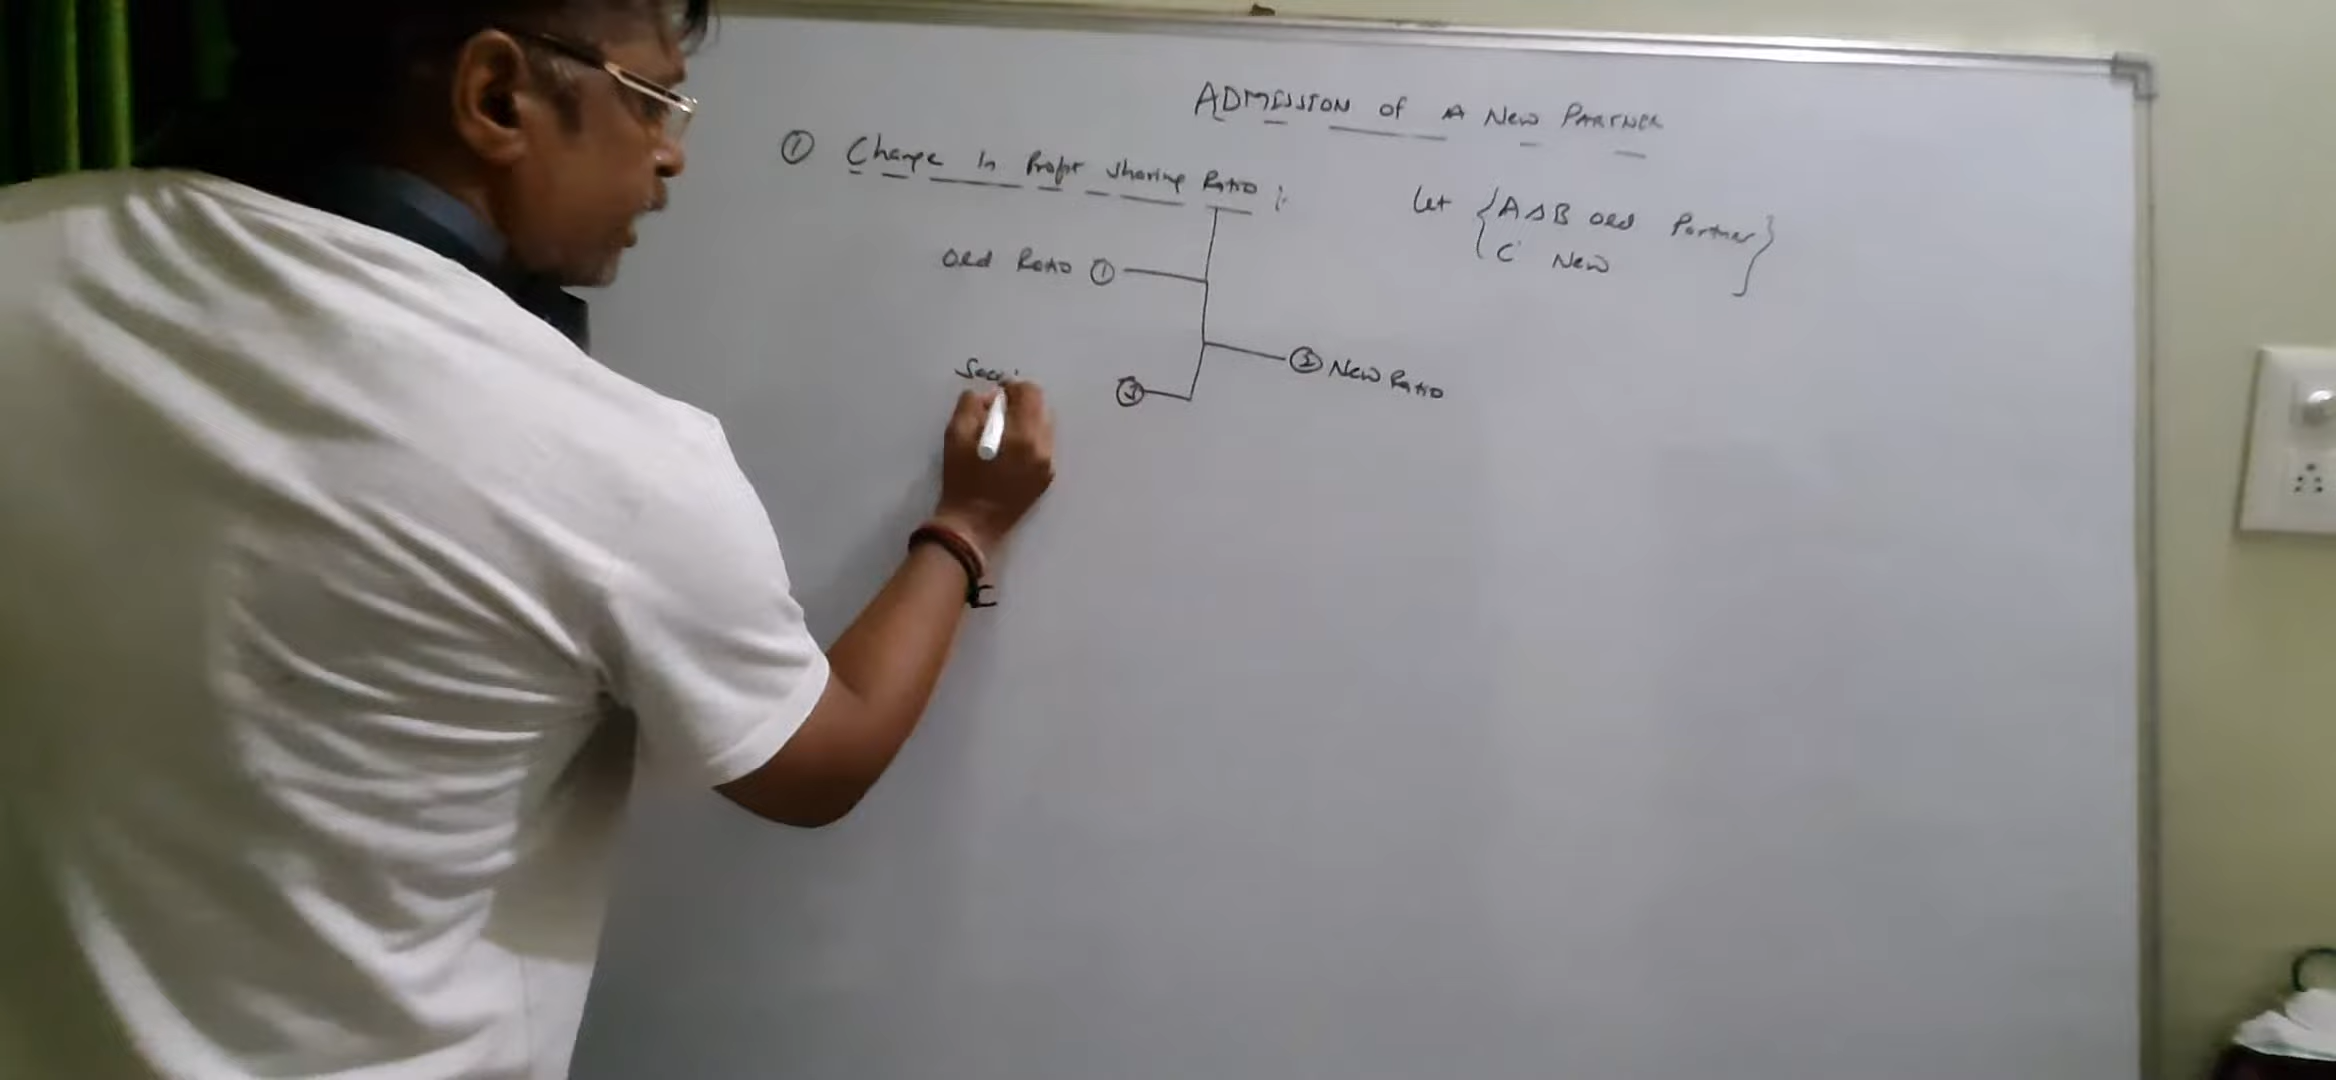 ADMISSION of A New PARTNER
① Change in Profit sharing Ratio :-
Let {A & B old Partner}
C New
old Ratio ①
② New Ratio
Sacri
③